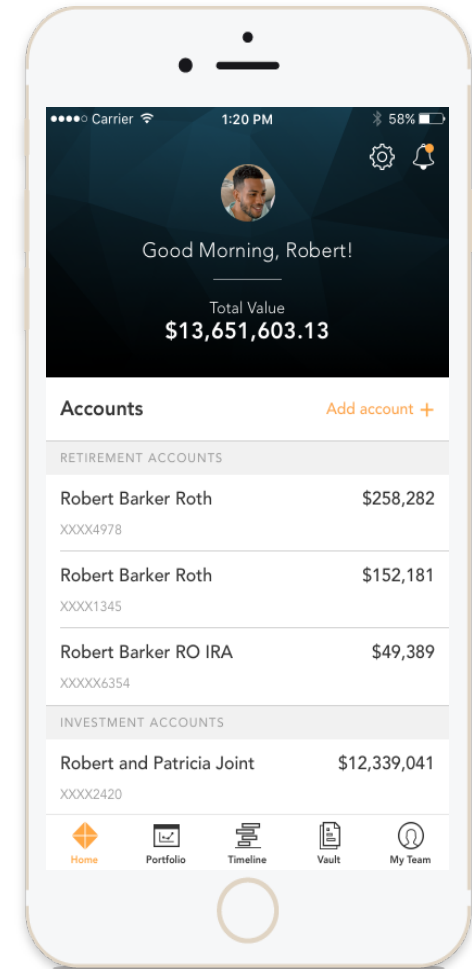 ●●●●○ Carrier 1:20 PM 58%
Good Morning, Robert!
Total Value
$13,651,603.13
Accounts Add account +
RETIREMENT ACCOUNTS
Robert Barker Roth $258,282
XXXX4978
Robert Barker Roth $152,181
XXXX1345
Robert Barker RO IRA $49,389
XXXXX6354
INVESTMENT ACCOUNTS
Robert and Patricia Joint $12,339,041
XXXX2420
Home Portfolio Timeline Vault My Team